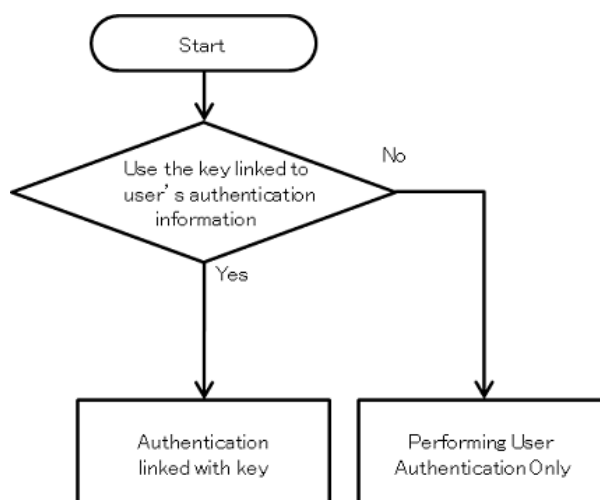 Start
Use the key linked to
user's authentication
information
No
Yes
Authentication
linked with key
Performing User
Authentication Only